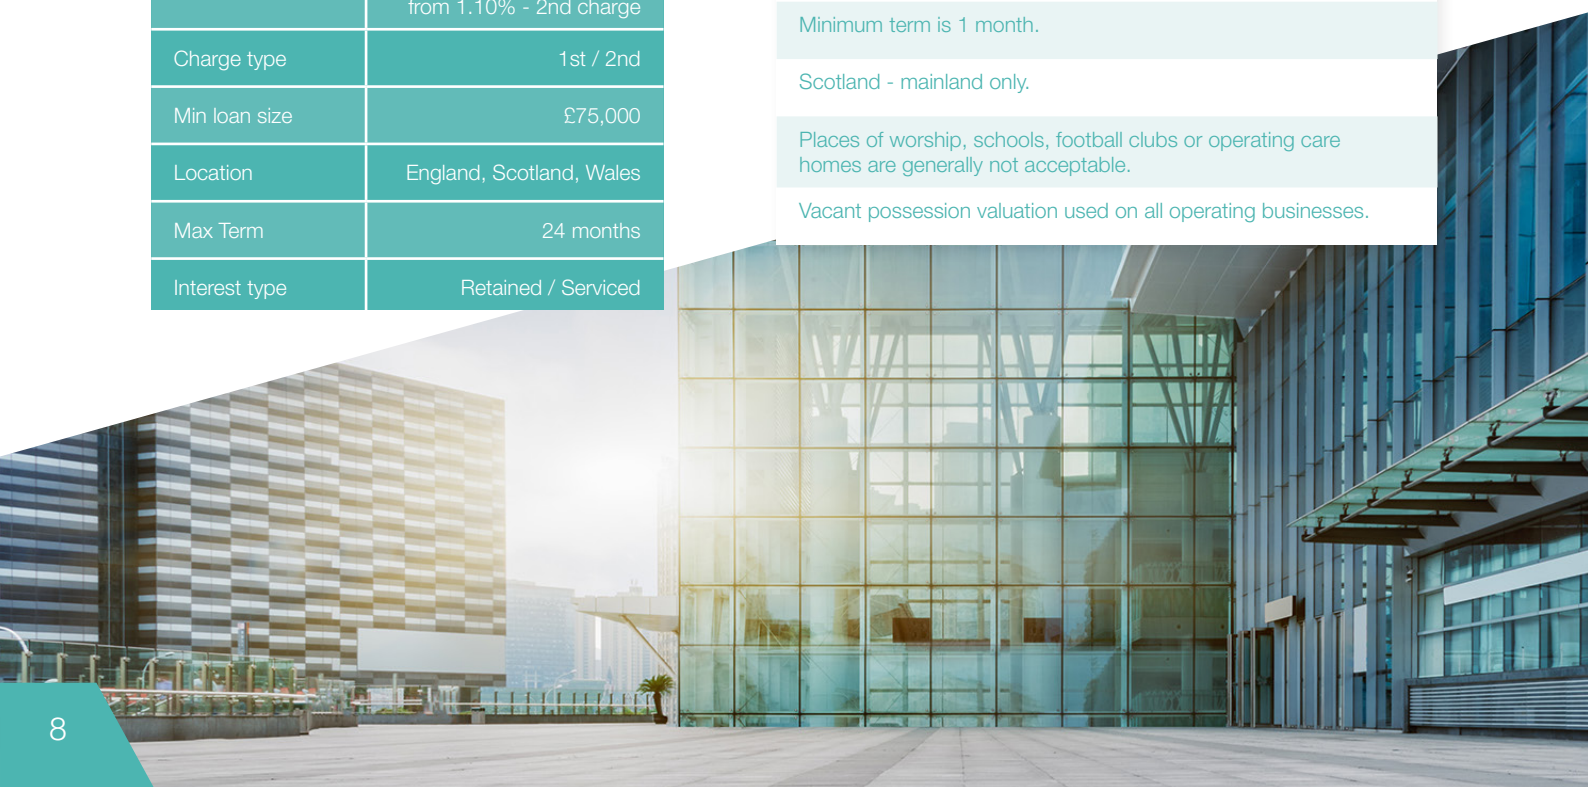 from 1.10% - 2nd charge
Charge type 1st / 2nd
Min loan size £75,000
Location England, Scotland, Wales
Max Term 24 months
Interest type Retained / Serviced
Minimum term is 1 month.
Scotland - mainland only.
Places of worship, schools, football clubs or operating care
homes are generally not acceptable.
Vacant possession valuation used on all operating businesses.
8